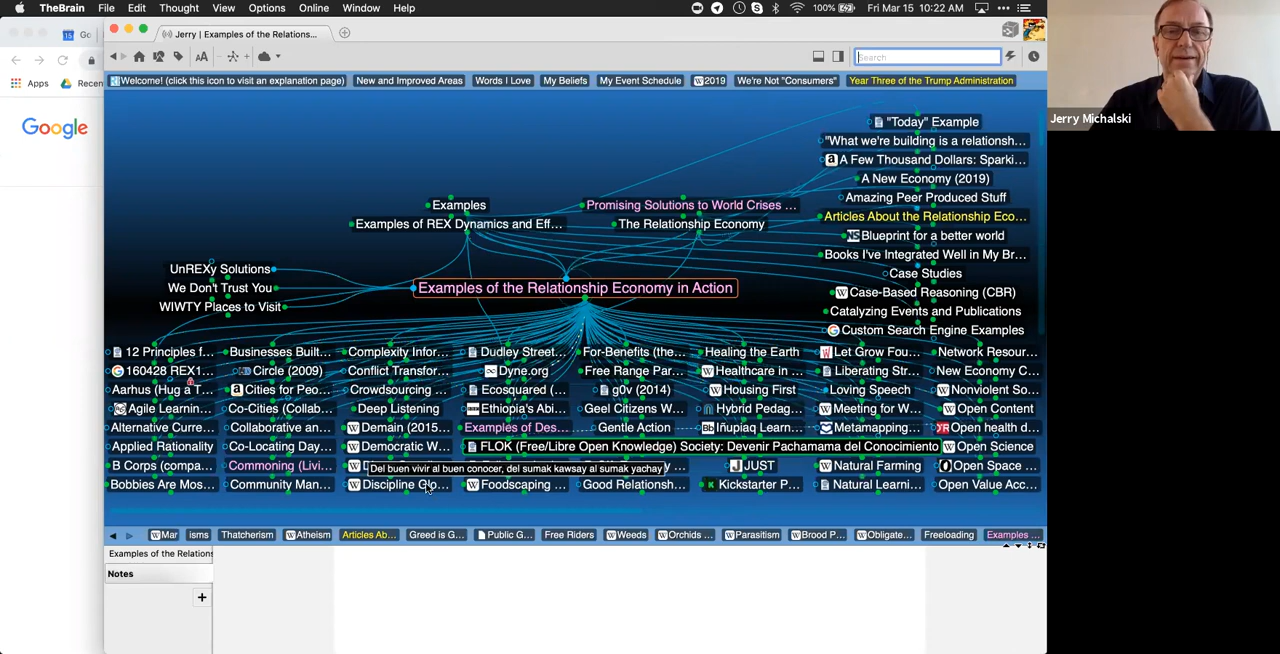 TheBrain File Edit Thought View Options Online Window Help
100% Fri Mar 15 10:22 AM
Jerry | Examples of the Relations...
Apps
Recen
Google
AA
Search
Welcome! (click this icon to visit an explanation page) New and Improved Areas Words I Love My Beliefs My Event Schedule 2019 We're Not "Consumers" Year Three of the Trump Administration
Jerry Michalski
"Today" Example
"What we're building is a relationsh...
A Few Thousand Dollars: Sparki...
A New Economy (2019)
Amazing Peer Produced Stuff
Articles About the Relationship Eco...
Blueprint for a better world
Books I've Integrated Well in My Br...
Case Studies
Case-Based Reasoning (CBR)
Catalyzing Events and Publications
Custom Search Engine Examples
Examples
Promising Solutions to World Crises ...
Examples of REX Dynamics and Eff...
The Relationship Economy
UnREXy Solutions
We Don't Trust You
WIWTY Places to Visit
Examples of the Relationship Economy in Action
12 Principles f... Businesses Built... Complexity Infor... Dudley Street... For-Benefits (the... Healing the Earth Let Grow Fou... Network Resour...
160428 REX1... Circle (2009) Conflict Transfor... Dyne.org Free Range Par... Healthcare in ... Liberating Str... New Economy C...
Aarhus (Hug a T... Cities for Peo... Crowdsourcing ... Ecosquared (... g0v (2014) Housing First Loving Speech Nonviolent So...
Agile Learnin... Co-Cities (Collab... Deep Listening Ethiopia's Abi... Geel Citizens W... Hybrid Pedag... Meeting for W... Open Content
Alternative Curre... Collaborative an... Demain (2015... Examples of Des... Gentle Action Iñupiaq Learn... Metamapping... Open health d...
Applied Rationality Co-Locating Day... Democratic W... FLOK (Free/Libre Open Knowledge) Society: Devenir Pachamama del Conocimiento Open Science
B Corps (compa... Commoning (Livi... Del buen vivir al buen conocer, del sumak kawsay al sumak yachay JUST Natural Farming Open Space ...
Bobbies Are Mos... Community Man... Discipline Glo... Foodscaping ... Good Relationsh... Kickstarter P... Natural Learni... Open Value Acc...
Mar isms Thatcherism Atheism Articles Ab... Greed is G... Public G... Free Riders Weeds Orchids ... Parasitism Brood P... Obligate... Freeloading Examples ...
Examples of the Relations
Notes